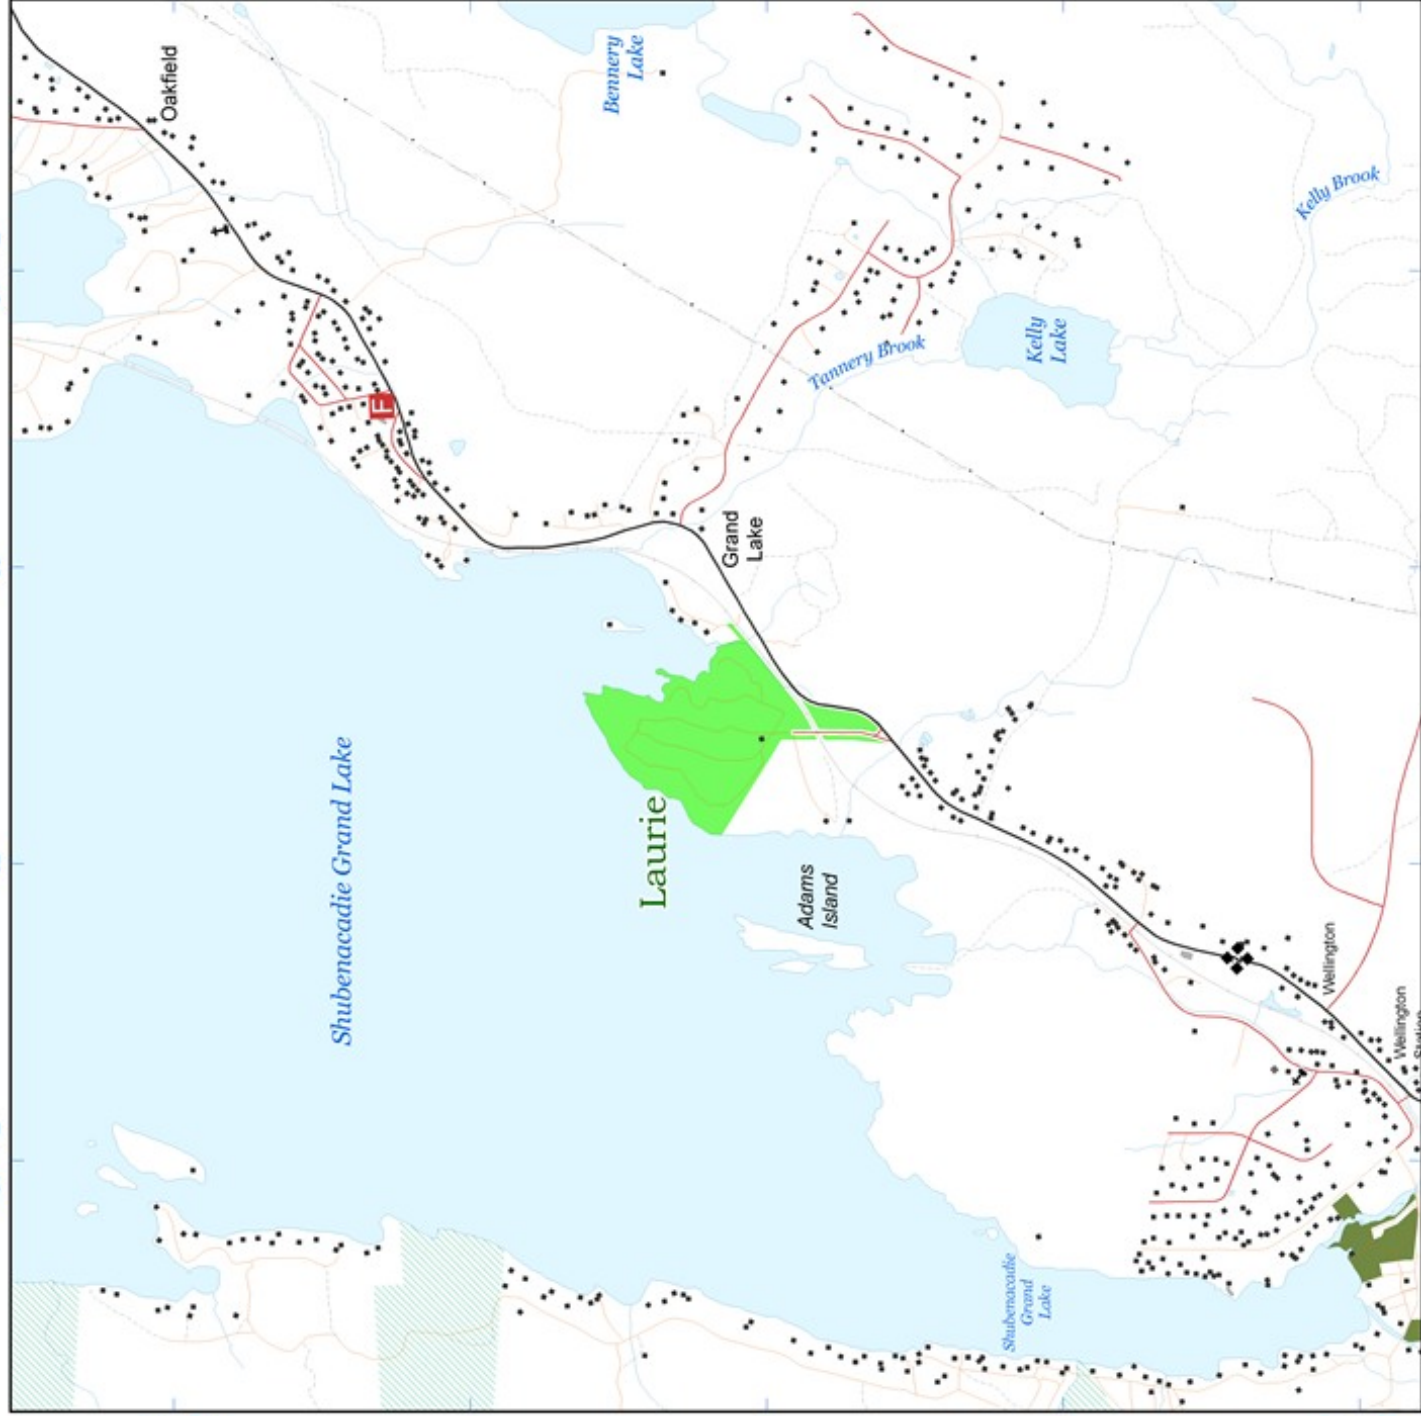 Oakfield
Bennery
Lake
Kelly Brook
Kelly
Lake
Tannery Brook
F
Grand
Lake
Shubenacadie Grand Lake
Laurie
Adams
Island
Wellington
Wellington
Station
Shubenacadie
Grand
Lake